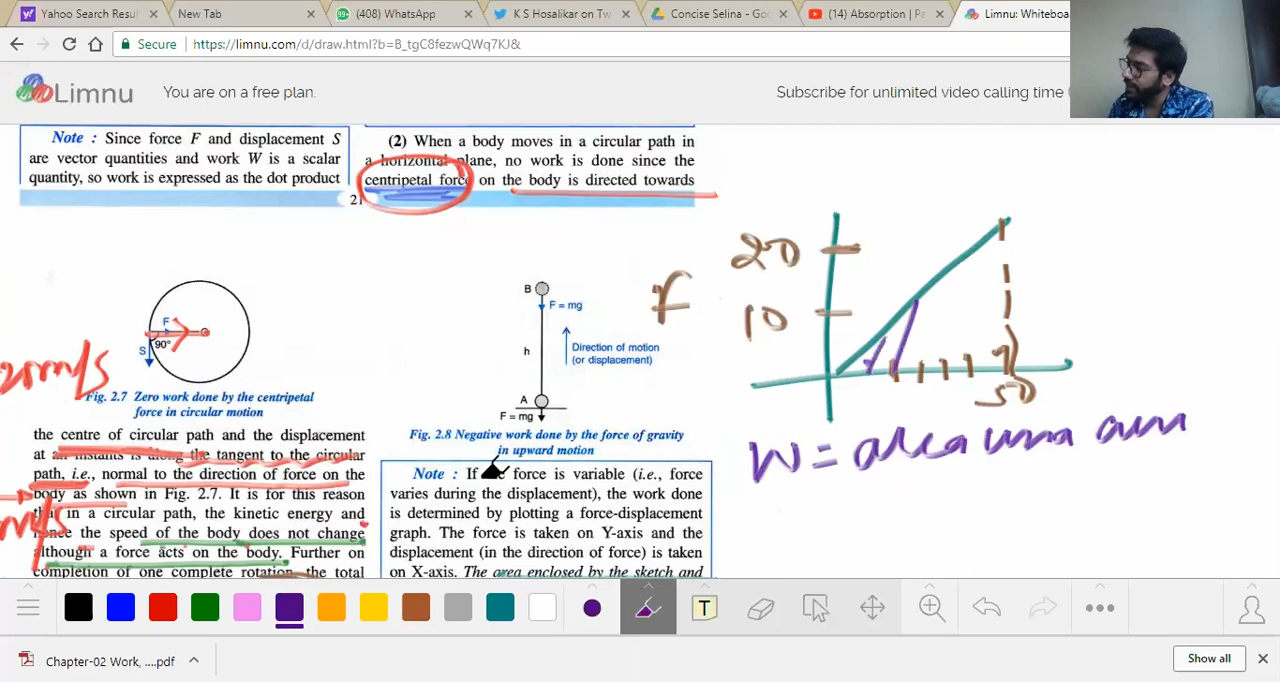 Yahoo Search Result
New Tab
(408) WhatsApp
K S Hosalikar on Tw
Concise Selina - Goo
(14) Absorption | Pa
Limnu: Whiteboa
Secure
https://limnu.com/d/draw.html?b=B_tgC8fezwQWq7KJ&
Limnu
You are on a free plan.
Subscribe for unlimited video calling time
Note : Since force F and displacement S
are vector quantities and work W is a scalar
quantity, so work is expressed as the dot product
(2) When a body moves in a circular path in
a horizontal plane, no work is done since the
centripetal force on the body is directed towards
21
F
S
90°
20m/s
Fig. 2.7 Zero work done by the centripetal
force in circular motion
the centre of circular path and the displacement
at all instants is along the tangent to the circular
path, i.e., normal to the direction of force on the
body as shown in Fig. 2.7. It is for this reason
that in a circular path, the kinetic energy and
hence the speed of the body does not change
although a force acts on the body. Further on
completion of one complete rotation, the total
m/s
B
F = mg
h
Direction of motion
(or displacement)
A
F = mg
Fig. 2.8 Negative work done by the force of gravity
in upward motion
Note : If force is variable (i.e., force
varies during the displacement), the work done
is determined by plotting a force-displacement
graph. The force is taken on Y-axis and the
displacement (in the direction of force) is taken
on X-axis. The area enclosed by the sketch and
F
20
10
50
W = area
T
Chapter-02 Work, ....pdf
Show all